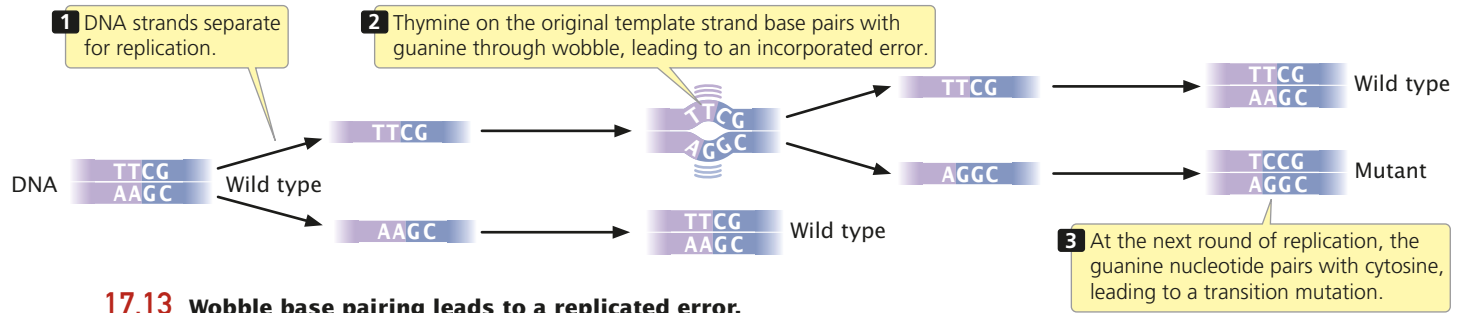 1 DNA strands separate
for replication.
2 Thymine on the original template strand base pairs with
guanine through wobble, leading to an incorporated error.
DNA
TTCG
AAGC
Wild type
TTCG
AAGC
TTCG
AGGC
TTCG
AAGC
Wild type
TTCG
AGGC
TTCG
AAGC
Wild type
TCCG
AGGC
Mutant
3 At the next round of replication, the
guanine nucleotide pairs with cytosine,
leading to a transition mutation.
17.13 Wobble base pairing leads to a replicated error.